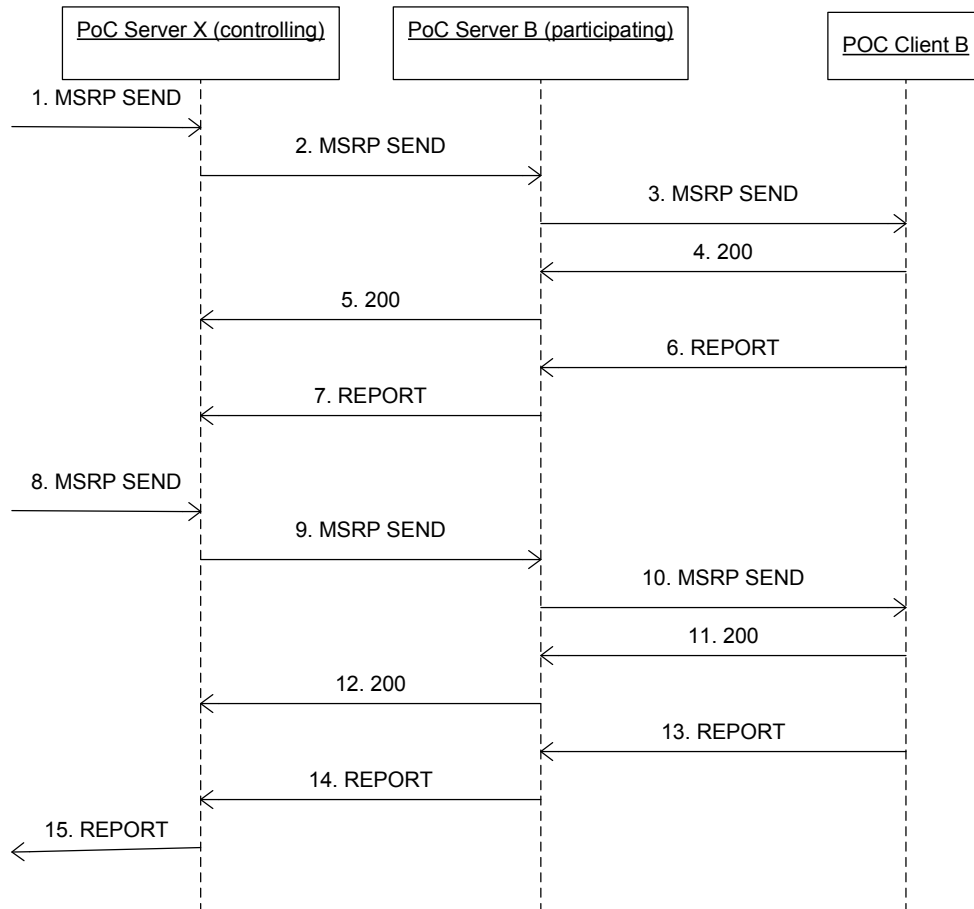 PoC Server X (controlling)
PoC Server B (participating)
POC Client B
1. MSRP SEND
2. MSRP SEND
3. MSRP SEND
4. 200
5. 200
6. REPORT
7. REPORT
8. MSRP SEND
9. MSRP SEND
10. MSRP SEND
11. 200
12. 200
13. REPORT
14. REPORT
15. REPORT